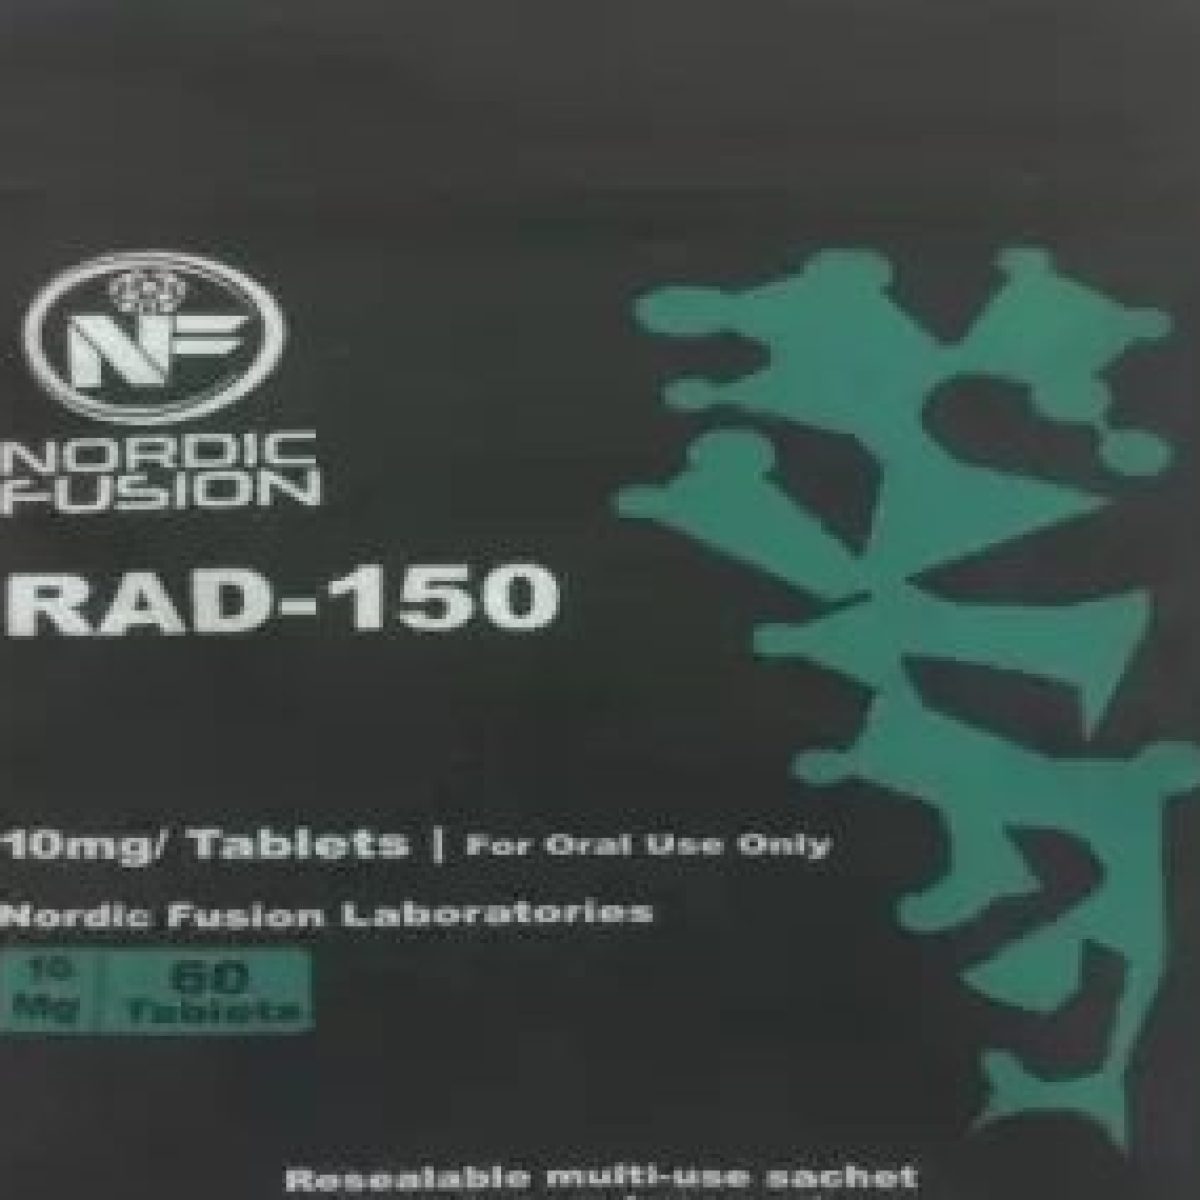 NF
NORDIC
FUSION
RAD-150
10mg/ Tablets | For Oral Use Only
Nordic Fusion Laboratories
10 60
Mg Tablets
Resealable multi-use sachet